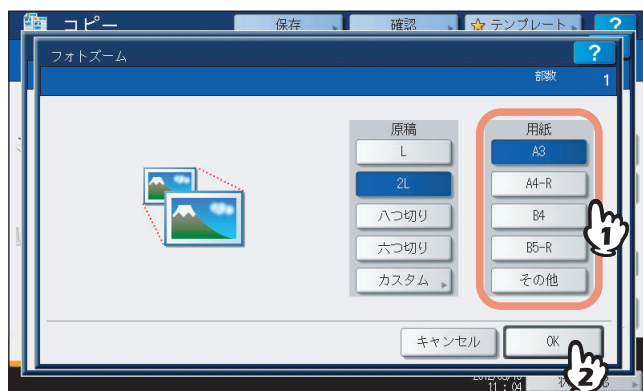 コピー
保存
確認
テンプレート
?
フォトズーム
?
部数 1
原稿
用紙
L
A3
2L
A4-R
八つ切り
B4
六つ切り
B5-R
カスタム
その他
1
キャンセル
OK
2
11 : 04